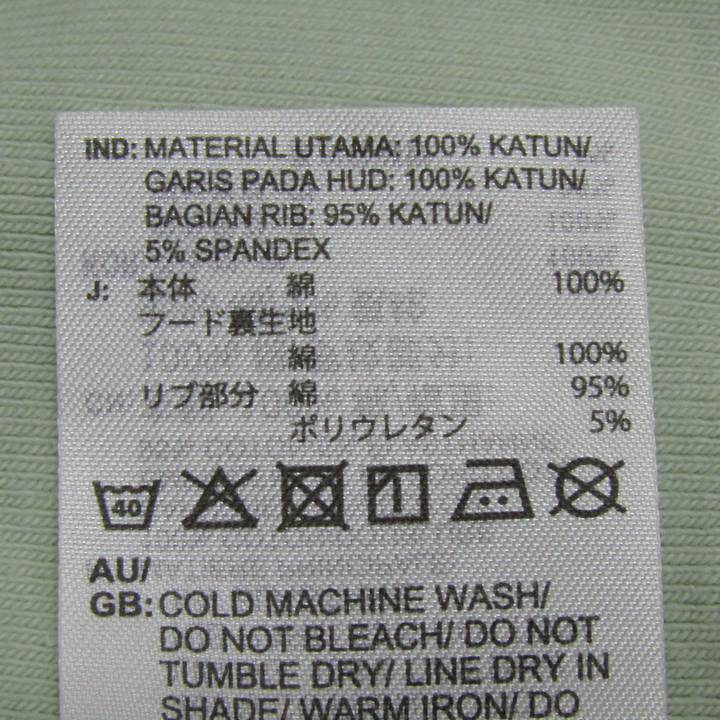 IND: MATERIAL UTAMA: 100% KATUN/
GARIS PADA HUD: 100% KATUN/
BAGIAN RIB: 95% KATUN/
5% SPANDEX
J: 本体 綿 100%
フード裏生地
綿 100%
リブ部分 綿 95%
ポリウレタン 5%
40
AU/
GB: COLD MACHINE WASH/
DO NOT BLEACH/ DO NOT
TUMBLE DRY/ LINE DRY IN
SHADE/ WARM IRON/ DO